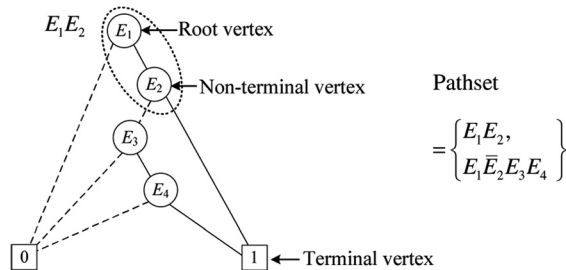 E₁E₂
E₁
Root vertex
E₂
Non-terminal vertex
E₃
E₄
0
1
Terminal vertex
Pathset
= { E₁E₂,
E₁Ē₂E₃E₄ }